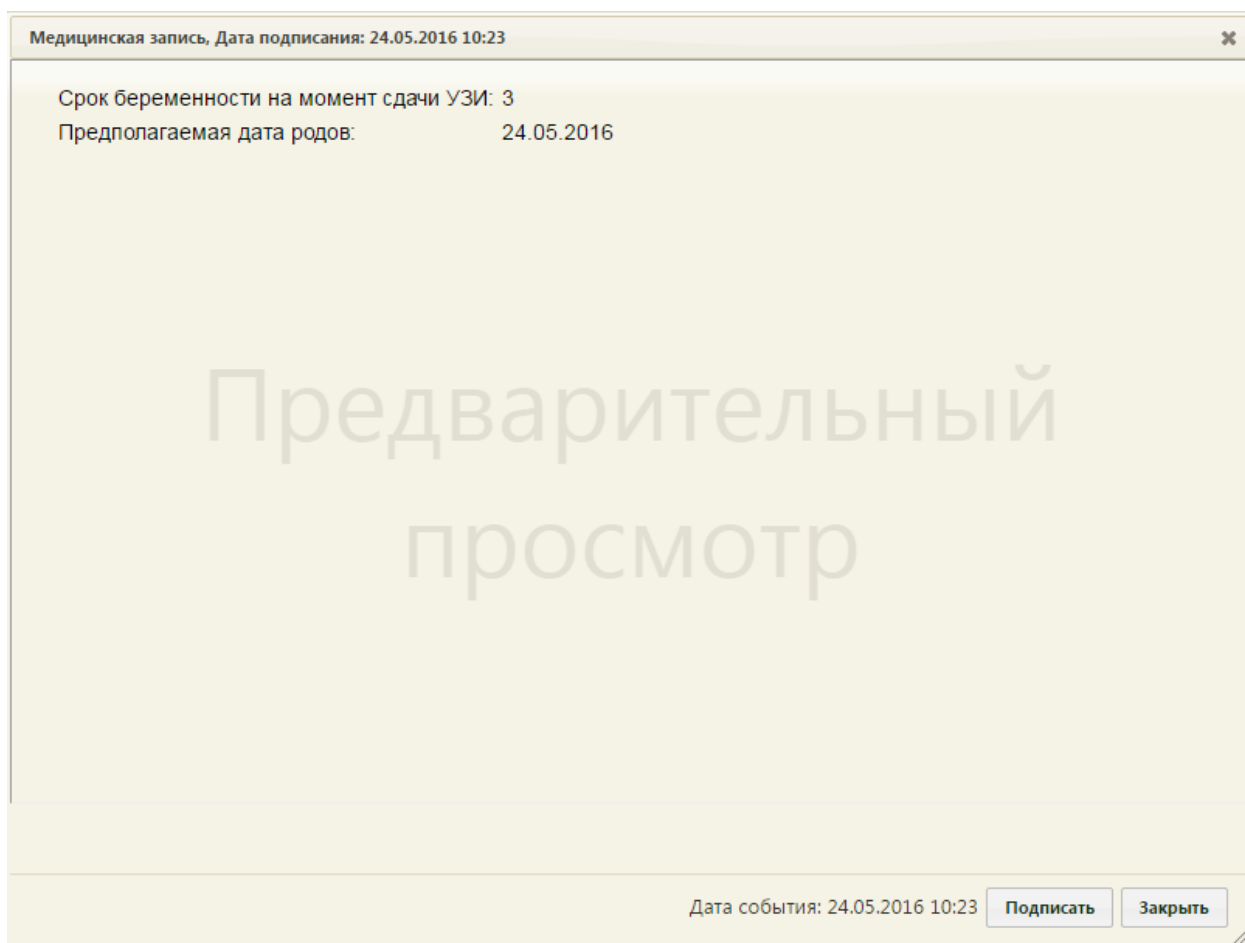 Медицинская запись, Дата подписания: 24.05.2016 10:23
Срок беременности на момент сдачи УЗИ: 3
Предполагаемая дата родов: 24.05.2016
Предварительный
просмотр
Дата события: 24.05.2016 10:23 Подписать Закрыть